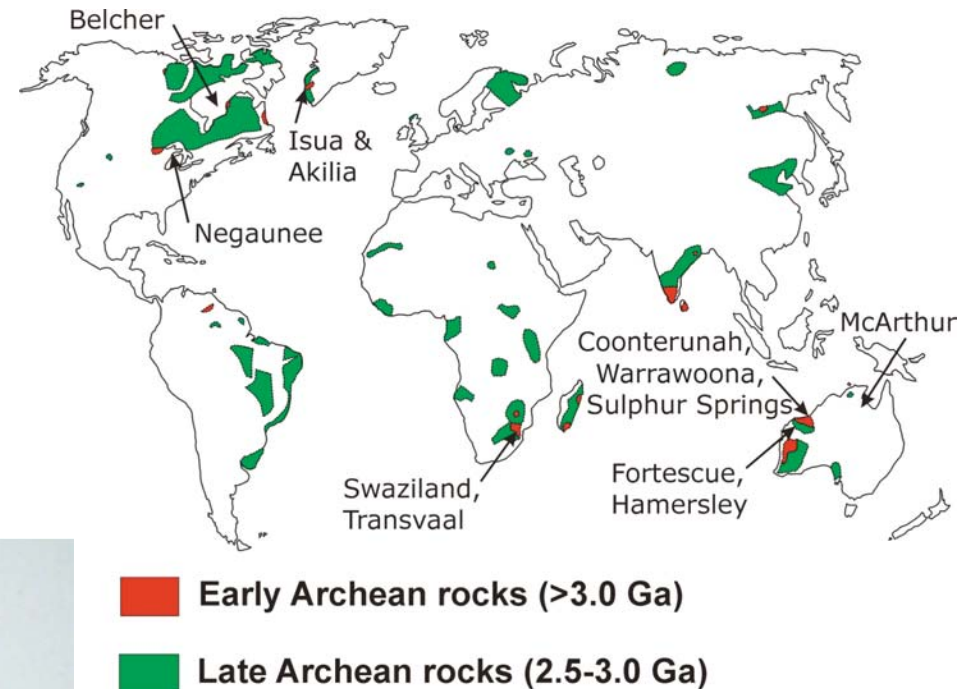 Belcher
Isua &
Akilia
Negaunee
McArthur
Coonterunah,
Warrawoona,
Sulphur Springs
Fortescue,
Hamersley
Swaziland,
Transvaal
Early Archean rocks (>3.0 Ga)
Late Archean rocks (2.5-3.0 Ga)